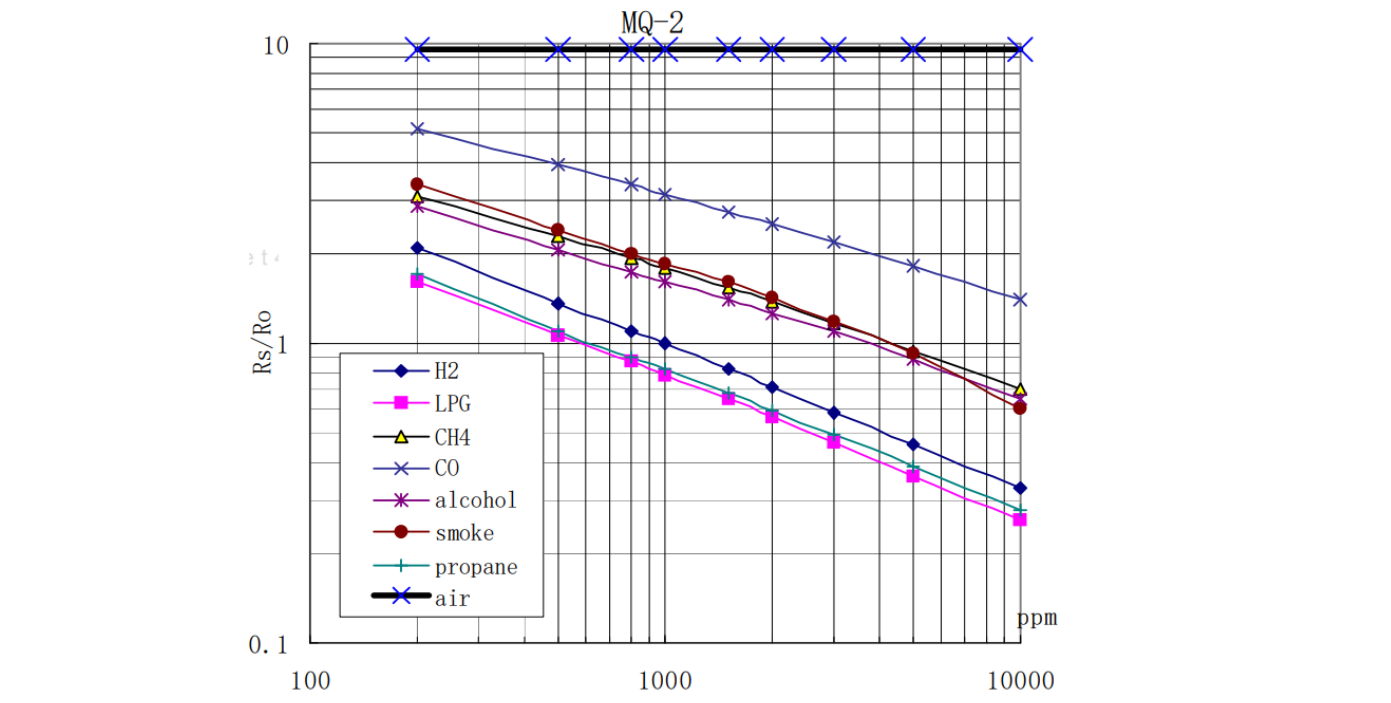 MQ-2
10
Rs/Ro
1
H2
LPG
CH4
CO
alcohol
smoke
propane
air
ppm
0.1
100 1000 10000